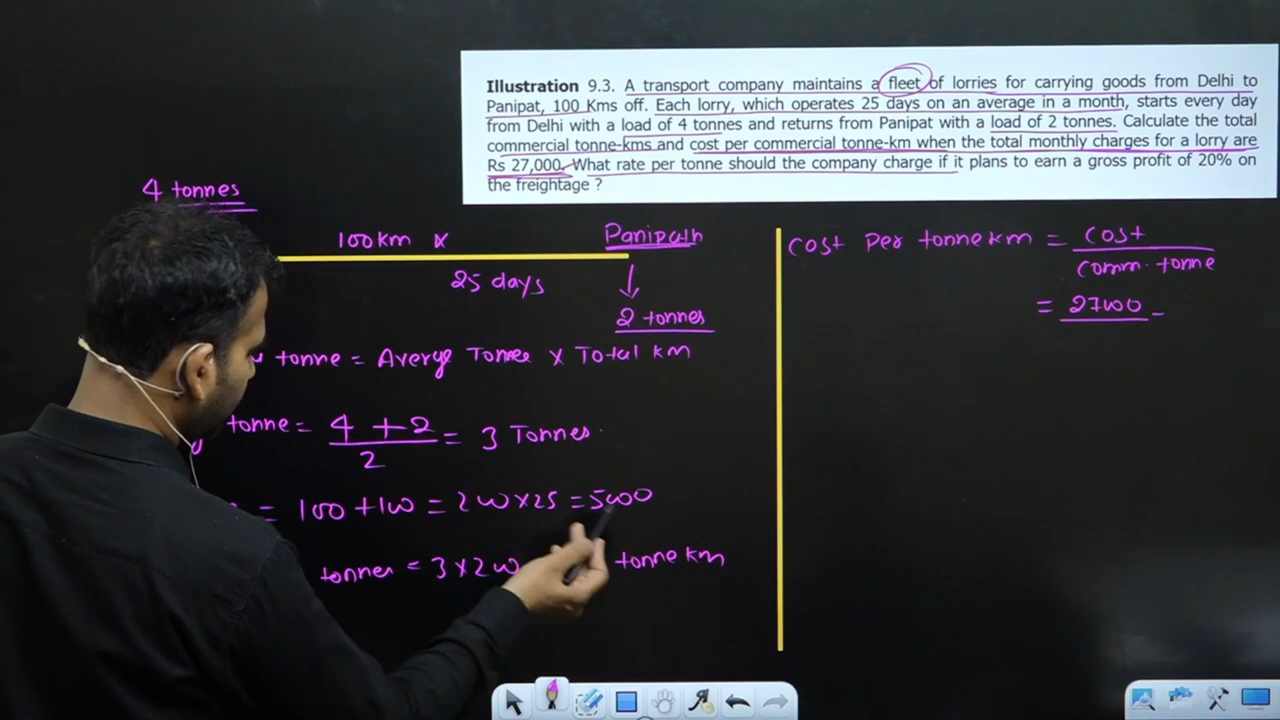 Illustration 9.3. A transport company maintains a fleet of lorries for carrying goods from Delhi to
Panipat, 100 Kms off. Each lorry, which operates 25 days on an average in a month, starts every day
from Delhi with a load of 4 tonnes and returns from Panipat with a load of 2 tonnes. Calculate the total
commercial tonne-kms and cost per commercial tonne-km when the total monthly charges for a lorry are
Rs 27,000. What rate per tonne should the company charge if it plans to earn a gross profit of 20% on
the freightage ?
4 tonnes
100km x
Panipath
25 days
2 tonnes
tonne = Averge Tonnee x Total km
tonne = 4 + 2 / 2 = 3 Tonnes
= 100 + 100 = 200 x 25 = 5000
tonnes = 3 x 200 tonne km
Cost Per tonne km = Cost / Comm. tonne
= 27000